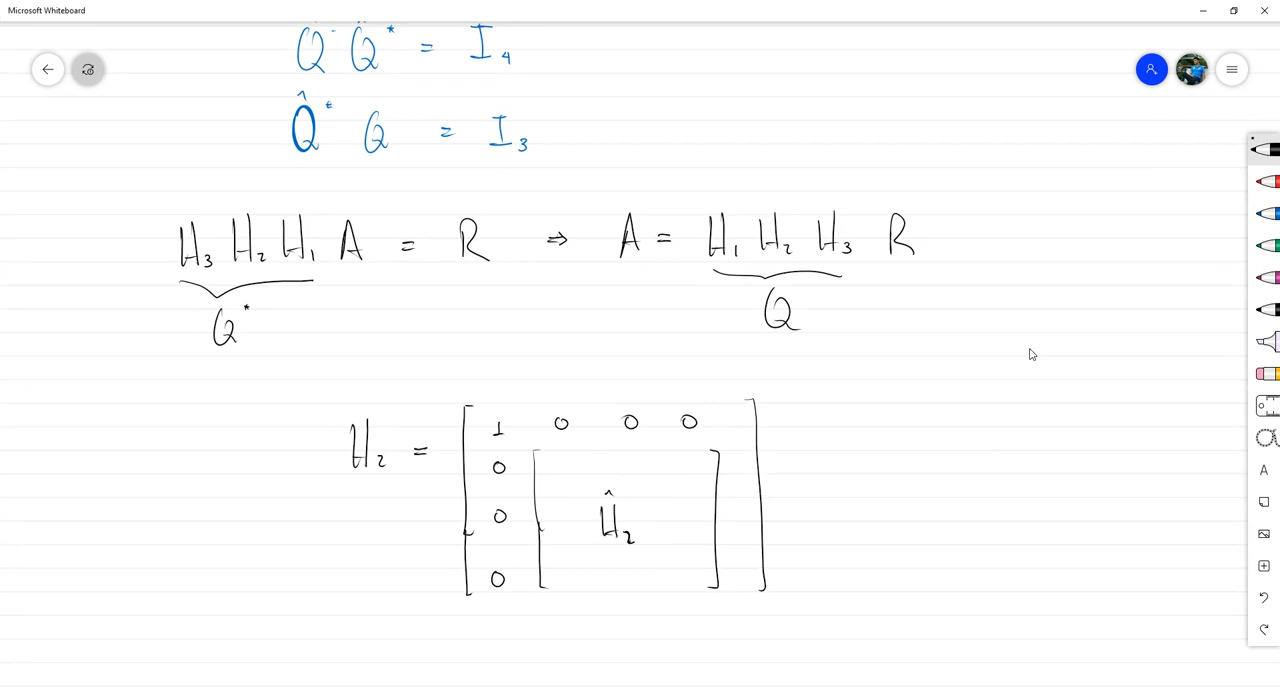 Microsoft Whiteboard
Q̂ Q̂* = I₄
Q̂* Q = I₃
H₃ H₂ H₁ A = R ⇒ A = H₁ H₂ H₃ R
Q* Q
H₂ = [ 1 0 0 0
0 [ Ĥ₂ ]
0
0 ]
A